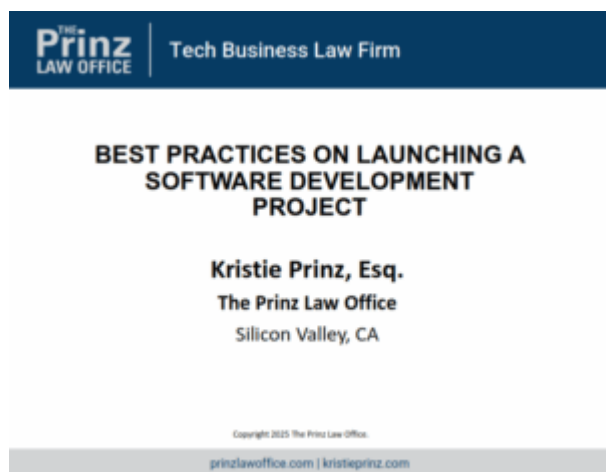 THE
Prinz
LAW OFFICE
Tech Business Law Firm
BEST PRACTICES ON LAUNCHING A
SOFTWARE DEVELOPMENT
PROJECT
Kristie Prinz, Esq.
The Prinz Law Office
Silicon Valley, CA
Copyright 2025 The Prinz Law Office.
prinzlawoffice.com | kristieprinz.com